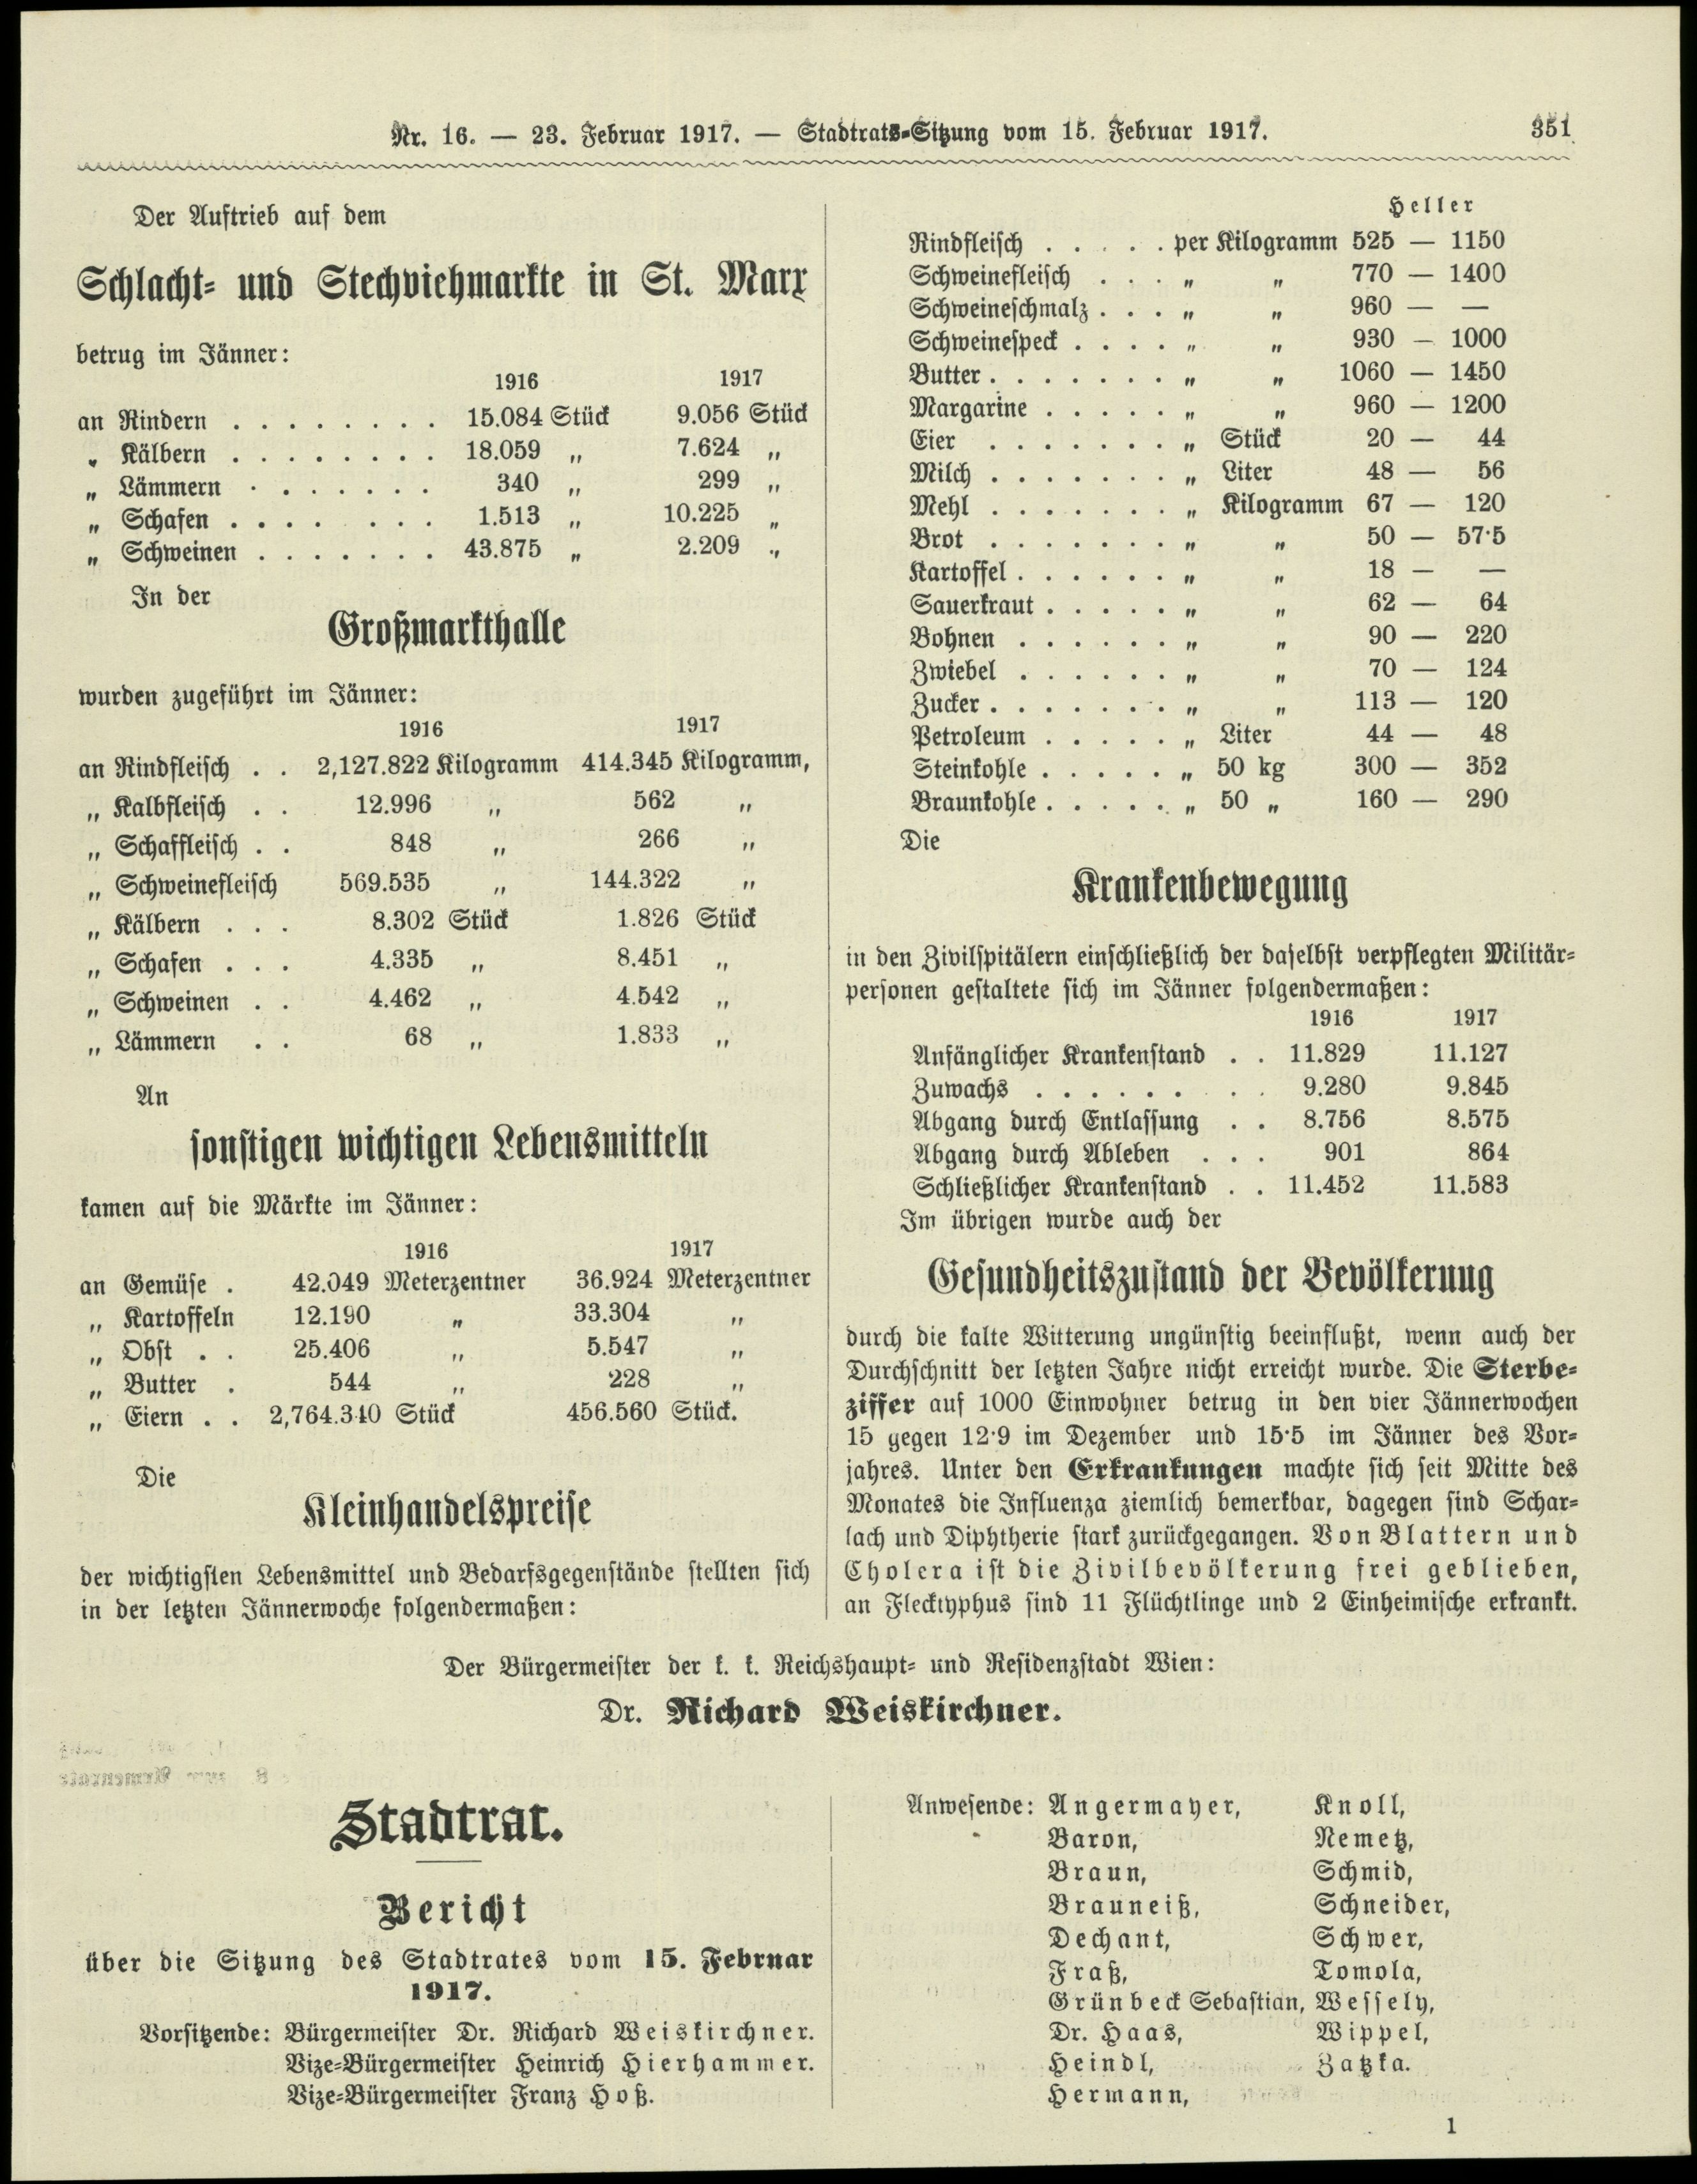 Nr. 16. — 23. Februar 1917. — Stadtrats-Sitzung vom 15. Februar 1917. 351
Der Auftrieb auf dem
Schlacht- und Stechviehmarkte in St. Marx
betrug im Jänner:
1916 1917
an Rindern . . . . . . . . 15.084 Stück 9.056 Stück
„ Kälbern . . . . . . . . 18.059 „ 7.624 „
„ Lämmern . . . . . . . 340 „ 299 „
„ Schafen . . . . . . . 1.513 „ 10.225 „
„ Schweinen . . . . . . . 43.875 „ 2.209 „
In der
Großmarkthalle
wurden zugeführt im Jänner:
1916 1917
an Rindfleisch . . 2,127.822 Kilogramm 414.345 Kilogramm,
„ Kalbfleisch . . 12.996 „ 562 „
„ Schaffleisch . . 848 „ 266 „
„ Schweinefleisch 569.535 „ 144.322 „
„ Kälbern . . . 8.302 Stück 1.826 Stück
„ Schafen . . . 4.335 „ 8.451 „
„ Schweinen . . 4.462 „ 4.542 „
„ Lämmern . . 68 „ 1.833 „
An
sonstigen wichtigen Lebensmitteln
kamen auf die Märkte im Jänner:
1916 1917
an Gemüse . 42.049 Meterzentner 36.924 Meterzentner
„ Kartoffeln 12.190 „ 33.304 „
„ Obst . . 25.406 „ 5.547 „
„ Butter . 544 „ 228 „
„ Eiern . . 2,764.340 Stück 456.560 Stück.
Die
Kleinhandelspreise
der wichtigsten Lebensmittel und Bedarfsgegenstände stellten sich
in der letzten Jännerwoche folgendermaßen:
Heller
Rindfleisch . . . . . per Kilogramm 525 — 1150
Schweinefleisch . . . „ „ 770 — 1400
Schweineschmalz . . . „ „ 960 — —
Schweinespeck . . . . „ „ 930 — 1000
Butter . . . . . . . „ „ 1060 — 1450
Margarine . . . . . „ „ 960 — 1200
Eier . . . . . . . „ Stück 20 — 44
Milch . . . . . . . „ Liter 48 — 56
Mehl . . . . . . . „ Kilogramm 67 — 120
Brot . . . . . . . „ „ 50 — 57·5
Kartoffel . . . . . . „ „ 18 — —
Sauerkraut . . . . . „ „ 62 — 64
Bohnen . . . . . . „ „ 90 — 220
Zwiebel . . . . . . „ „ 70 — 124
Zucker . . . . . . . „ „ 113 — 120
Petroleum . . . . . „ Liter 44 — 48
Steinkohle . . . . . „ 50 kg 300 — 352
Braunkohle . . . . . „ 50 „ 160 — 290
Die
Krankenbewegung
in den Zivilspitälern einschließlich der daselbst verpflegten Militär-
personen gestaltete sich im Jänner folgendermaßen:
1916 1917
Anfänglicher Krankenstand . . 11.829 11.127
Zuwachs . . . . . . . . 9.280 9.845
Abgang durch Entlassung . . 8.756 8.575
Abgang durch Ableben . . . 901 864
Schließlicher Krankenstand . . 11.452 11.583
Im übrigen wurde auch der
Gesundheitszustand der Bevölkerung
durch die kalte Witterung ungünstig beeinflußt, wenn auch der
Durchschnitt der letzten Jahre nicht erreicht wurde. Die Sterbe-
ziffer auf 1000 Einwohner betrug in den vier Jännerwochen
15 gegen 12·9 im Dezember und 15·5 im Jänner des Vor-
jahres. Unter den Erkrankungen machte sich seit Mitte des
Monates die Influenza ziemlich bemerkbar, dagegen sind Schar-
lach und Diphtherie stark zurückgegangen. Von Blattern und
Cholera ist die Zivilbevölkerung frei geblieben,
an Flecktyphus sind 11 Flüchtlinge und 2 Einheimische erkrankt.
Der Bürgermeister der k. k. Reichshaupt- und Residenzstadt Wien:
Dr. Richard Weiskirchner.
Stadtrat.
Bericht
über die Sitzung des Stadtrates vom 15. Februar
1917.
Vorsitzende: Bürgermeister Dr. Richard Weiskirchner.
Vize-Bürgermeister Heinrich Hierhammer.
Vize-Bürgermeister Franz Hoß.
Anwesende: Angermayer, Knoll,
Baron, Nemetz,
Braun, Schmid,
Brauneiß, Schneider,
Dechant, Schwer,
Fraß, Tomola,
Grünbeck Sebastian, Wessely,
Dr. Haas, Wippel,
Heindl, Zatzka.
Hermann,
1